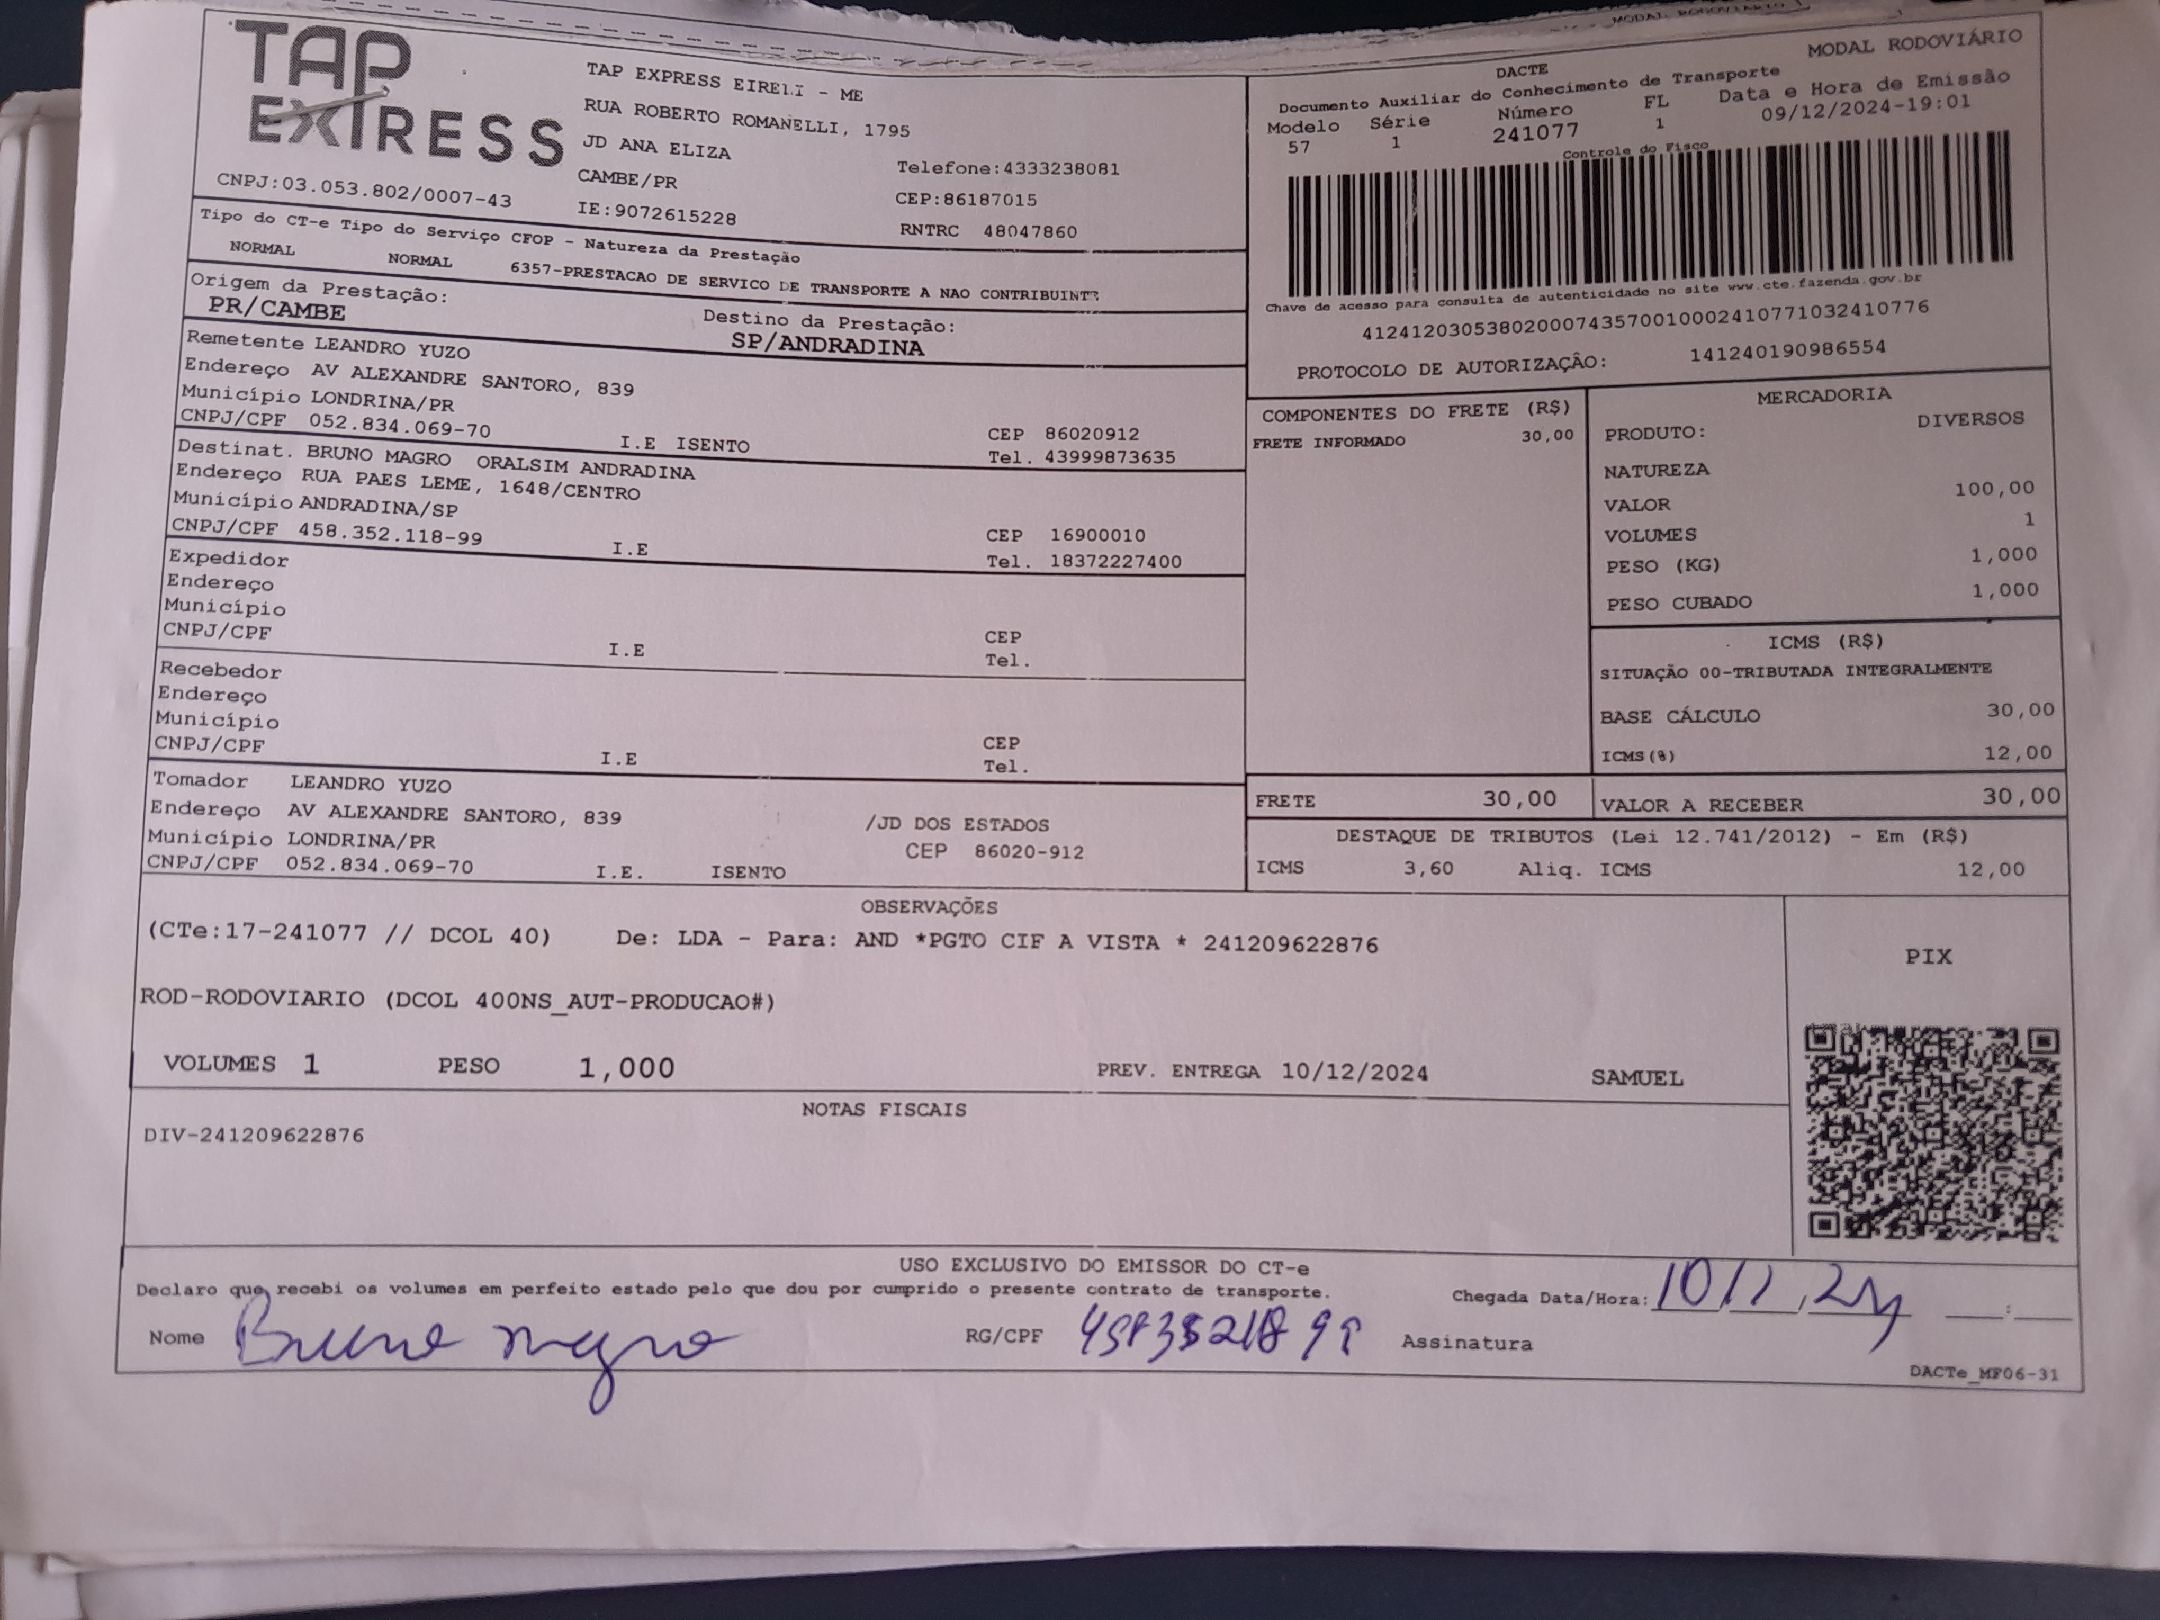 MODAL RODOVIÁRIO
TAP
EXPRESS
CNPJ:03.053.802/0007-43
TAP EXPRESS EIRELI - ME
RUA ROBERTO ROMANELLI, 1795
JD ANA ELIZA
CAMBE/PR
IE:9072615228
Telefone:4333238081
CEP:86187015
RNTRC 48047860
DACTE
MODAL RODOVIÁRIO
Documento Auxiliar do Conhecimento de Transporte
Modelo Série Número FL Data e Hora de Emissão
57 1 241077 1 09/12/2024-19:01
Controle do Fisco
Chave de acesso para consulta de autenticidade no site www.cte.fazenda.gov.br
41241203053802000743570010002410771032410776
PROTOCOLO DE AUTORIZAÇÂO: 141240190986554
Tipo do CT-e Tipo do Serviço CFOP - Natureza da Prestação
NORMAL NORMAL 6357-PRESTACAO DE SERVICO DE TRANSPORTE A NAO CONTRIBUINTE
Origem da Prestação: Destino da Prestação:
PR/CAMBE SP/ANDRADINA
Remetente LEANDRO YUZO
Endereço AV ALEXANDRE SANTORO, 839
Município LONDRINA/PR CEP 86020912
CNPJ/CPF 052.834.069-70 I.E ISENTO Tel. 43999873635
Destinat. BRUNO MAGRO ORALSIM ANDRADINA
Endereço RUA PAES LEME, 1648/CENTRO
Município ANDRADINA/SP CEP 16900010
CNPJ/CPF 458.352.118-99 I.E Tel. 18372227400
Expedidor
Endereço
Município CEP
CNPJ/CPF I.E Tel.
Recebedor
Endereço
Município CEP
CNPJ/CPF I.E Tel.
Tomador LEANDRO YUZO
Endereço AV ALEXANDRE SANTORO, 839 /JD DOS ESTADOS
Município LONDRINA/PR CEP 86020-912
CNPJ/CPF 052.834.069-70 I.E. ISENTO
COMPONENTES DO FRETE (R$)
FRETE INFORMADO 30,00
MERCADORIA
PRODUTO: DIVERSOS
NATUREZA
VALOR 100,00
VOLUMES 1
PESO (KG) 1,000
PESO CUBADO 1,000
ICMS (R$)
SITUAÇÃO 00-TRIBUTADA INTEGRALMENTE
BASE CÁLCULO 30,00
ICMS(%) 12,00
FRETE 30,00 VALOR A RECEBER 30,00
DESTAQUE DE TRIBUTOS (Lei 12.741/2012) - Em (R$)
ICMS 3,60 Aliq. ICMS 12,00
OBSERVAÇÕES
(CTe:17-241077 // DCOL 40) De: LDA - Para: AND *PGTO CIF A VISTA * 241209622876
ROD-RODOVIARIO (DCOL 400NS_AUT-PRODUCAO#)
VOLUMES 1 PESO 1,000 PREV. ENTREGA 10/12/2024 SAMUEL
PIX
NOTAS FISCAIS
DIV-241209622876
USO EXCLUSIVO DO EMISSOR DO CT-e
Declaro que recebi os volumes em perfeito estado pelo que dou por cumprido o presente contrato de transporte.
Chegada Data/Hora: 10/ :
Nome Bruno Magro RG/CPF Assinatura
DACTe_MF06-31